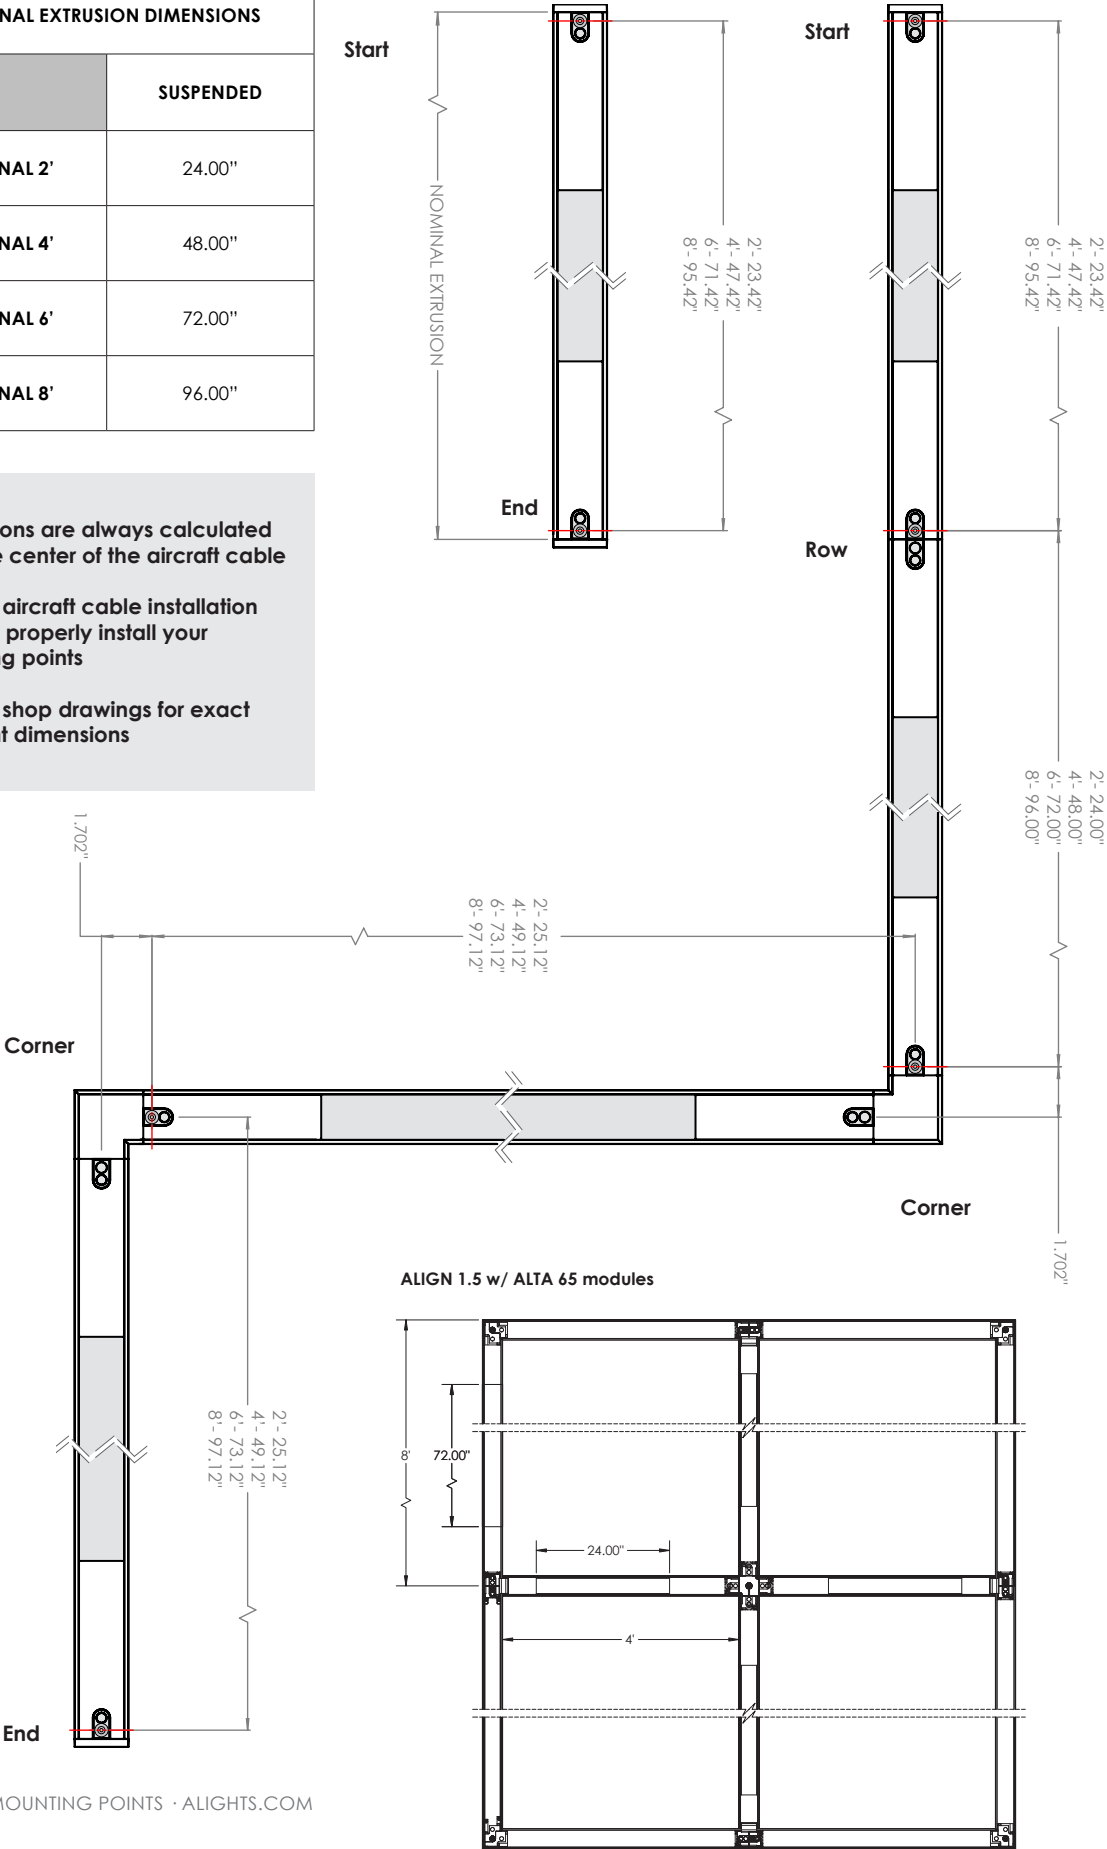 NAL EXTRUSION DIMENSIONS
SUSPENDED
NAL 2'
24.00"
NAL 4'
48.00"
NAL 6'
72.00"
NAL 8'
96.00"
ons are always calculated
e center of the aircraft cable
aircraft cable installation
properly install your
g points
shop drawings for exact
t dimensions
Start
NOMINAL EXTRUSION
2'- 23.42"
4'- 47.42"
6'- 71.42"
8'- 95.42"
End
Start
2'- 23.42"
4'- 47.42"
6'- 71.42"
8'- 95.42"
Row
2'- 24.00"
4'- 48.00"
6'- 72.00"
8'- 96.00"
1.702"
2'- 25.12"
4'- 49.12"
6'- 73.12"
8'- 97.12"
Corner
Corner
1.702"
2'- 25.12"
4'- 49.12"
6'- 73.12"
8'- 97.12"
End
ALIGN 1.5 w/ ALTA 65 modules
8'
72.00"
24.00"
4'
MOUNTING POINTS · ALIGHTS.COM